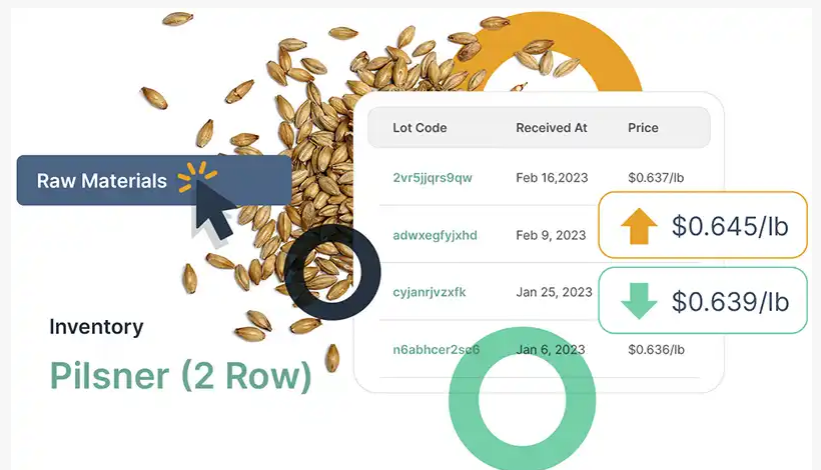 Raw Materials
Inventory
Pilsner (2 Row)
Lot Code Received At Price
2vr5jjqrs9qw Feb 16,2023 $0.637/lb
adwxegfyjxhd Feb 9, 2023 $0.645/lb
cyjanrjvzxfk Jan 25, 2023 $0.639/lb
n6abhcer2sc6 Jan 6, 2023 $0.636/lb